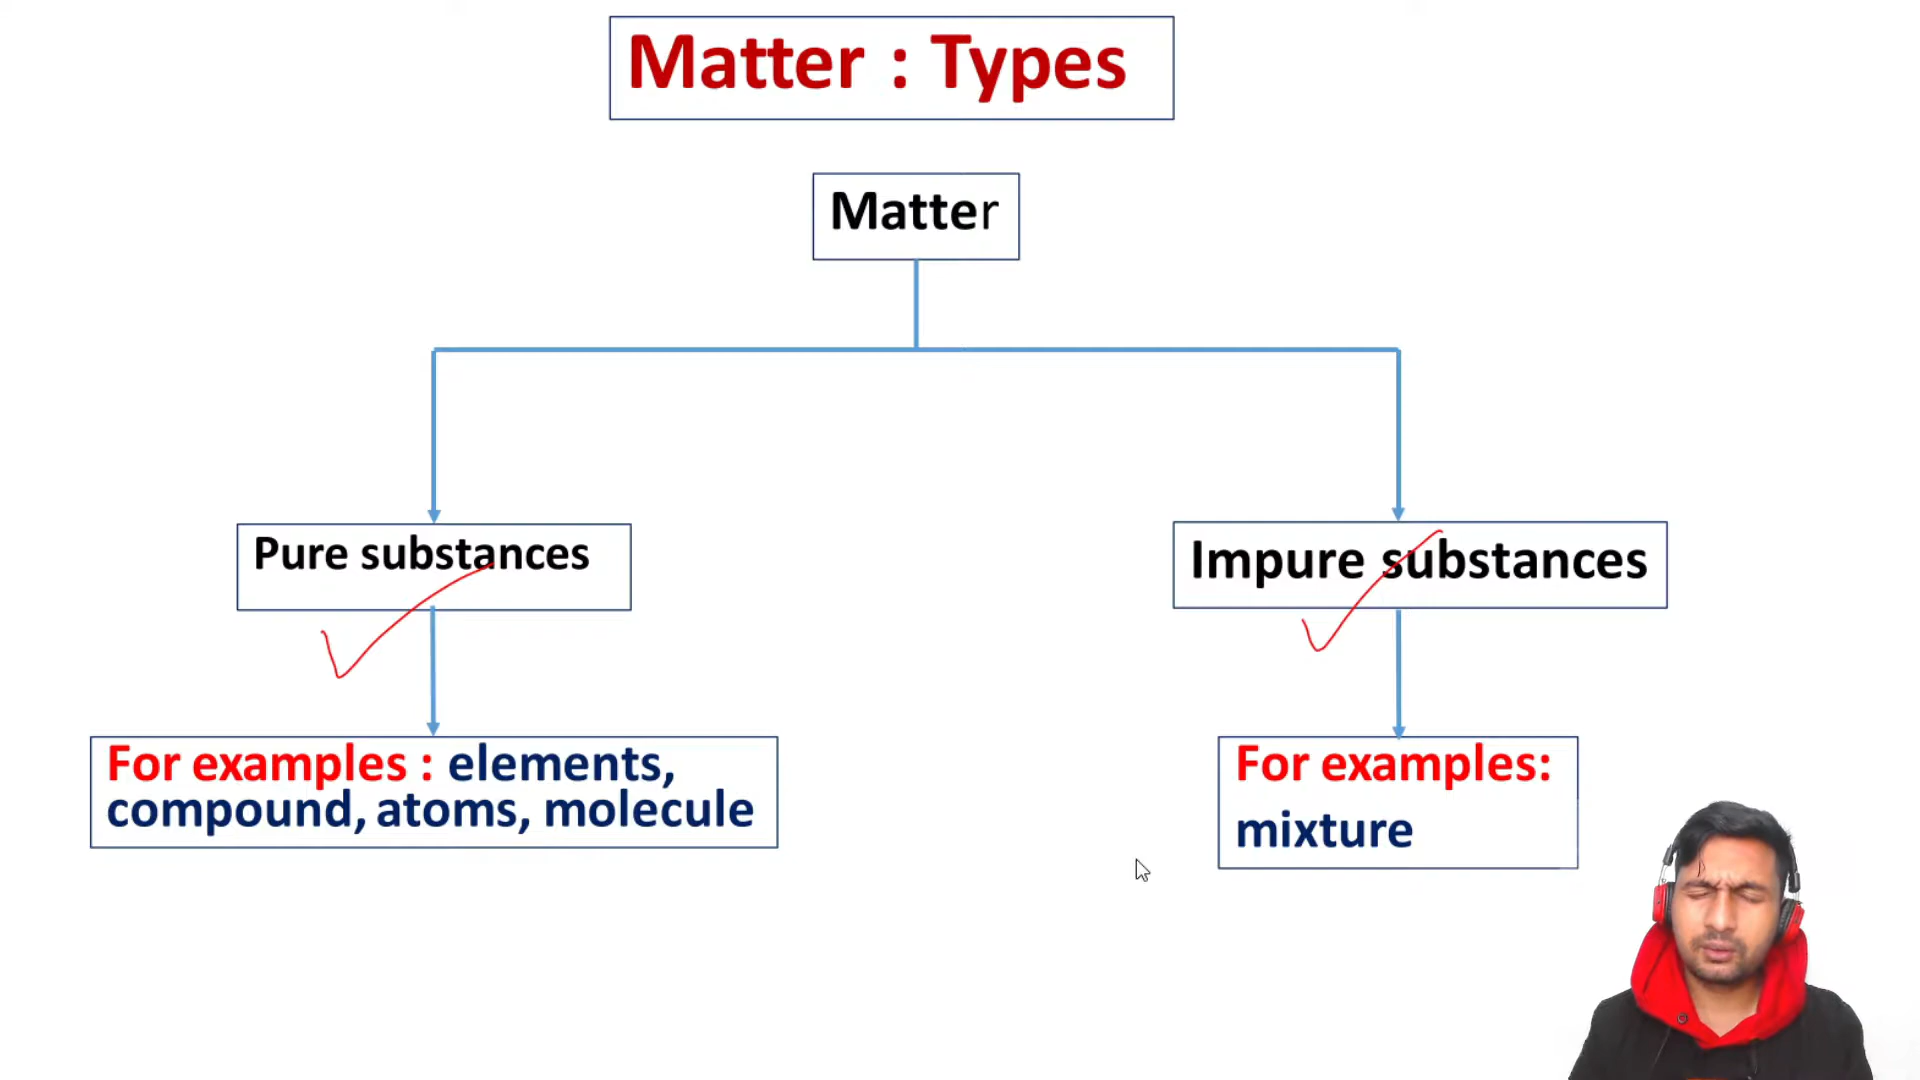 Matter : Types
Matter
Pure substances
Impure substances
For examples : elements,
compound, atoms, molecule
For examples:
mixture